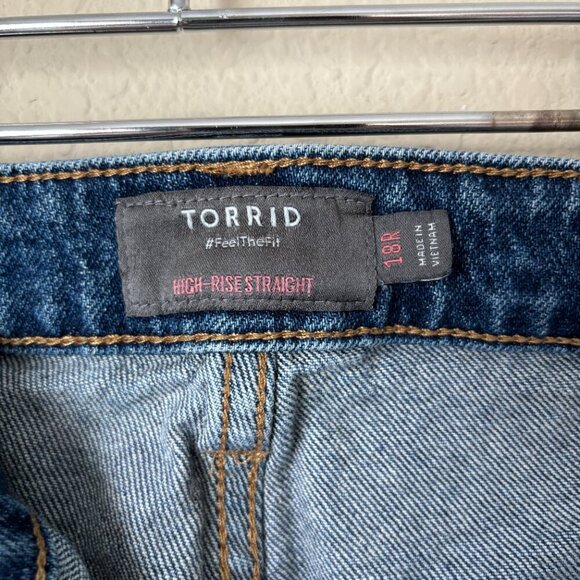 TORRID
#FeelTheFit
HIGH-RISE STRAIGHT
18R
MADE IN
VIETNAM